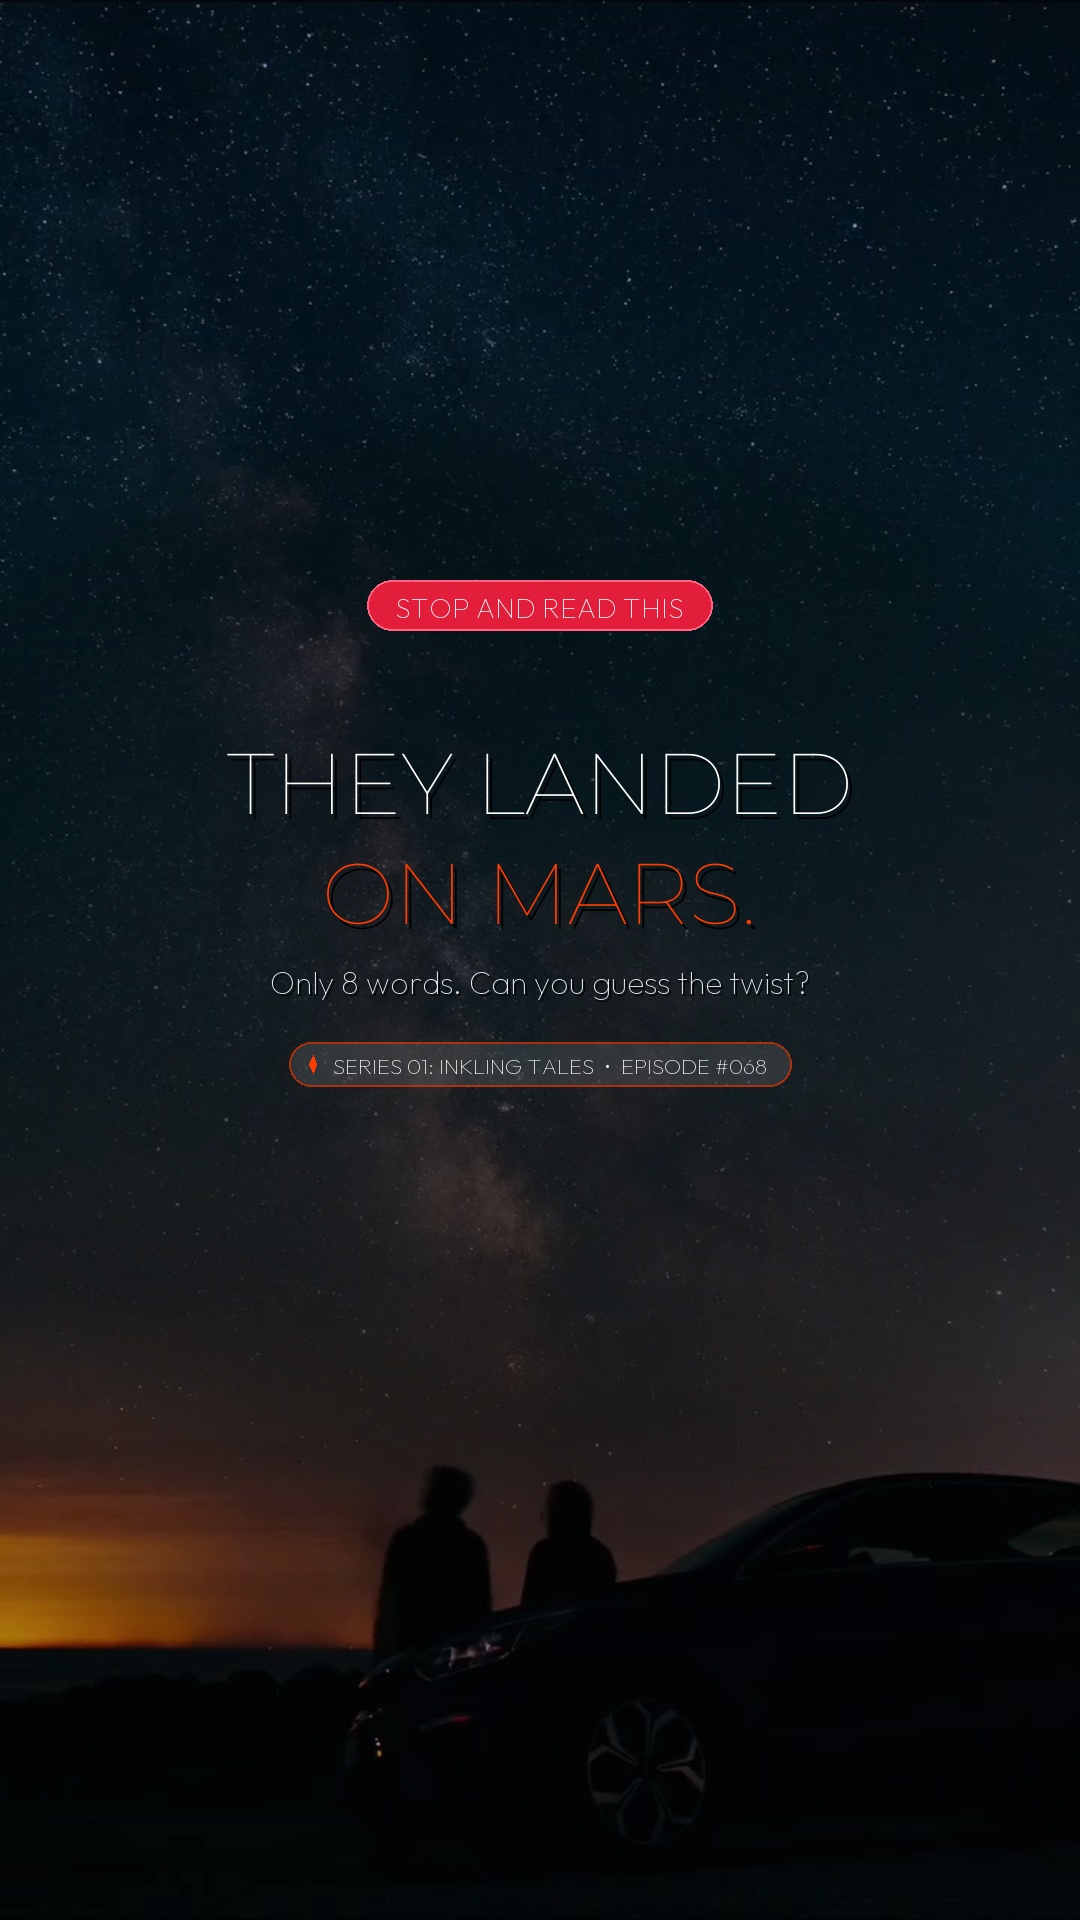 STOP AND READ THIS
THEY LANDED
ON MARS.
Only 8 words. Can you guess the twist?
SERIES 01: INKLING TALES • EPISODE #068